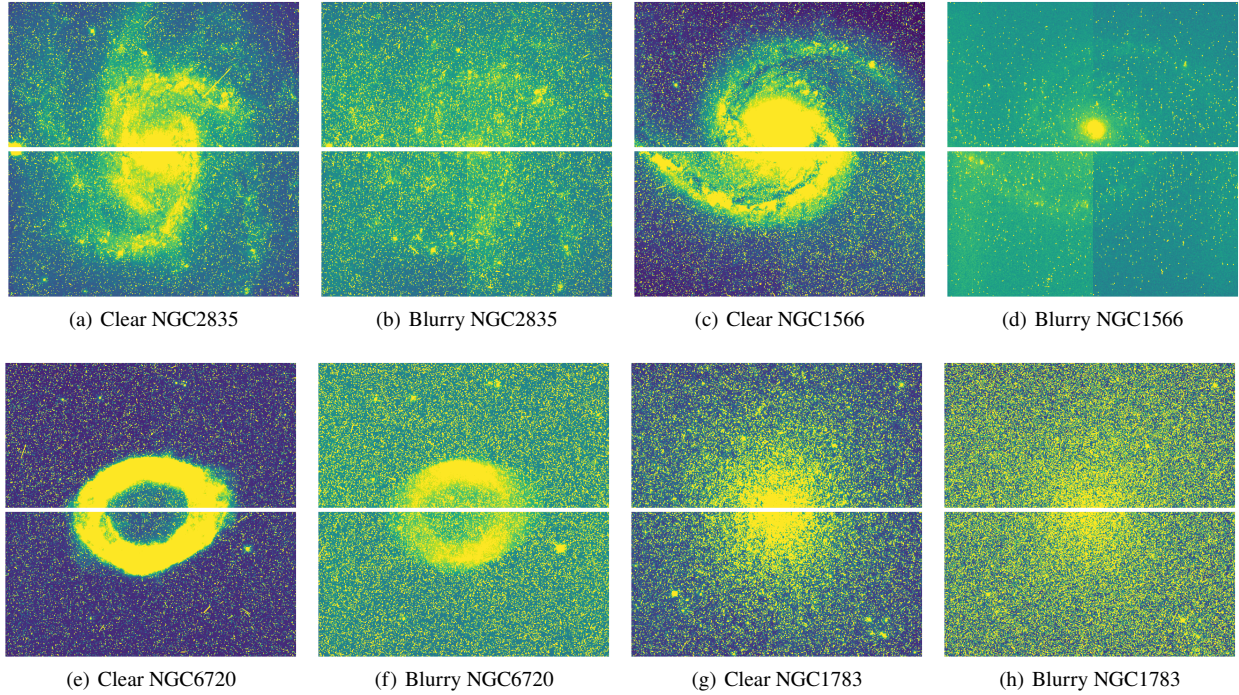 (a) Clear NGC2835
(b) Blurry NGC2835
(c) Clear NGC1566
(d) Blurry NGC1566
(e) Clear NGC6720
(f) Blurry NGC6720
(g) Clear NGC1783
(h) Blurry NGC1783